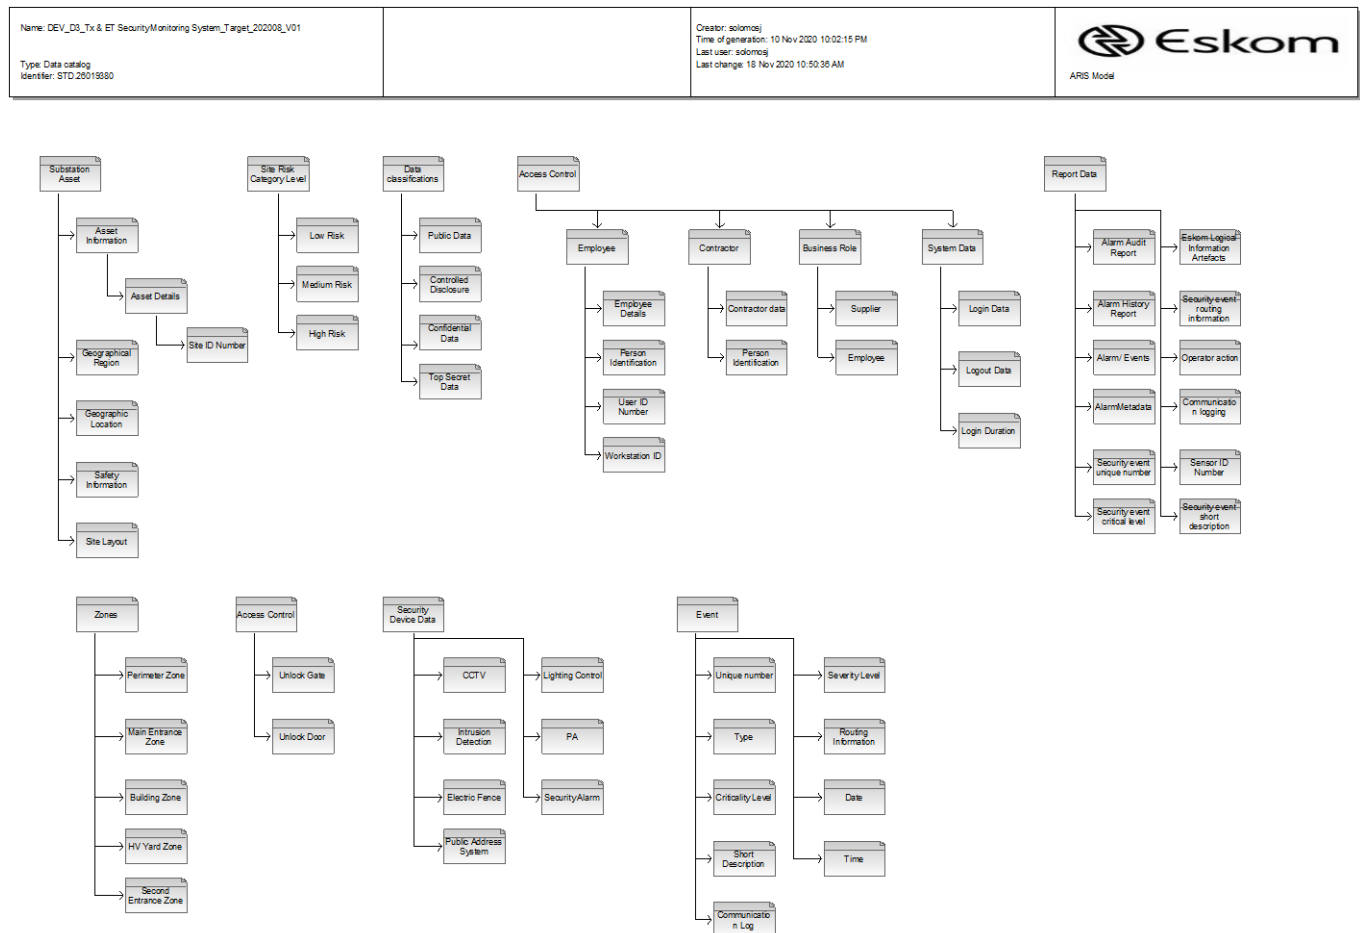 Name: DEV_D3_Tx & ET Security Monitoring System_Target_202008_V01
Type: Data catalog
Identifier: STD.26019380
Creator: solomosj
Time of generation: 10 Nov 2020 10:02:15 PM
Last user: solomosj
Last change: 18 Nov 2020 10:50:36 AM
Eskom
ARIS Model
Substation
Asset
Asset
Information
Asset Details
Site ID Number
Geographical
Region
Geographic
Location
Safety
Information
Site Layout
Site Risk
Category Level
Low Risk
Medium Risk
High Risk
Data
classifications
Public Data
Controlled
Disclosure
Confidential
Data
Top Secret
Data
Access Control
Employee
Employee
Details
Person
Identification
User ID
Number
Workstation ID
Contractor
Contractor data
Person
Identification
Business Role
Supplier
Employee
System Data
Login Data
Logout Data
Login Duration
Report Data
Alarm Audit
Report
Alarm History
Report
Alarm/ Events
AlarmMetadata
Security event
unique number
Security event
critical level
Eskom Logical
Information
Artefacts
Security event
routing
information
Operator action
Communicatio
n logging
Sensor ID
Number
Security event
short
description
Zones
Perimeter Zone
Main Entrance
Zone
Building Zone
HV Yard Zone
Second
Entrance Zone
Access Control
Unlock Gate
Unlock Door
Security
Device Data
CCTV
Intrusion
Detection
Electric Fence
Public Address
System
Lighting Control
PA
Security Alarm
Event
Unique number
Type
Criticality Level
Short
Description
Communicatio
n Log
Severity Level
Routing
Information
Date
Time